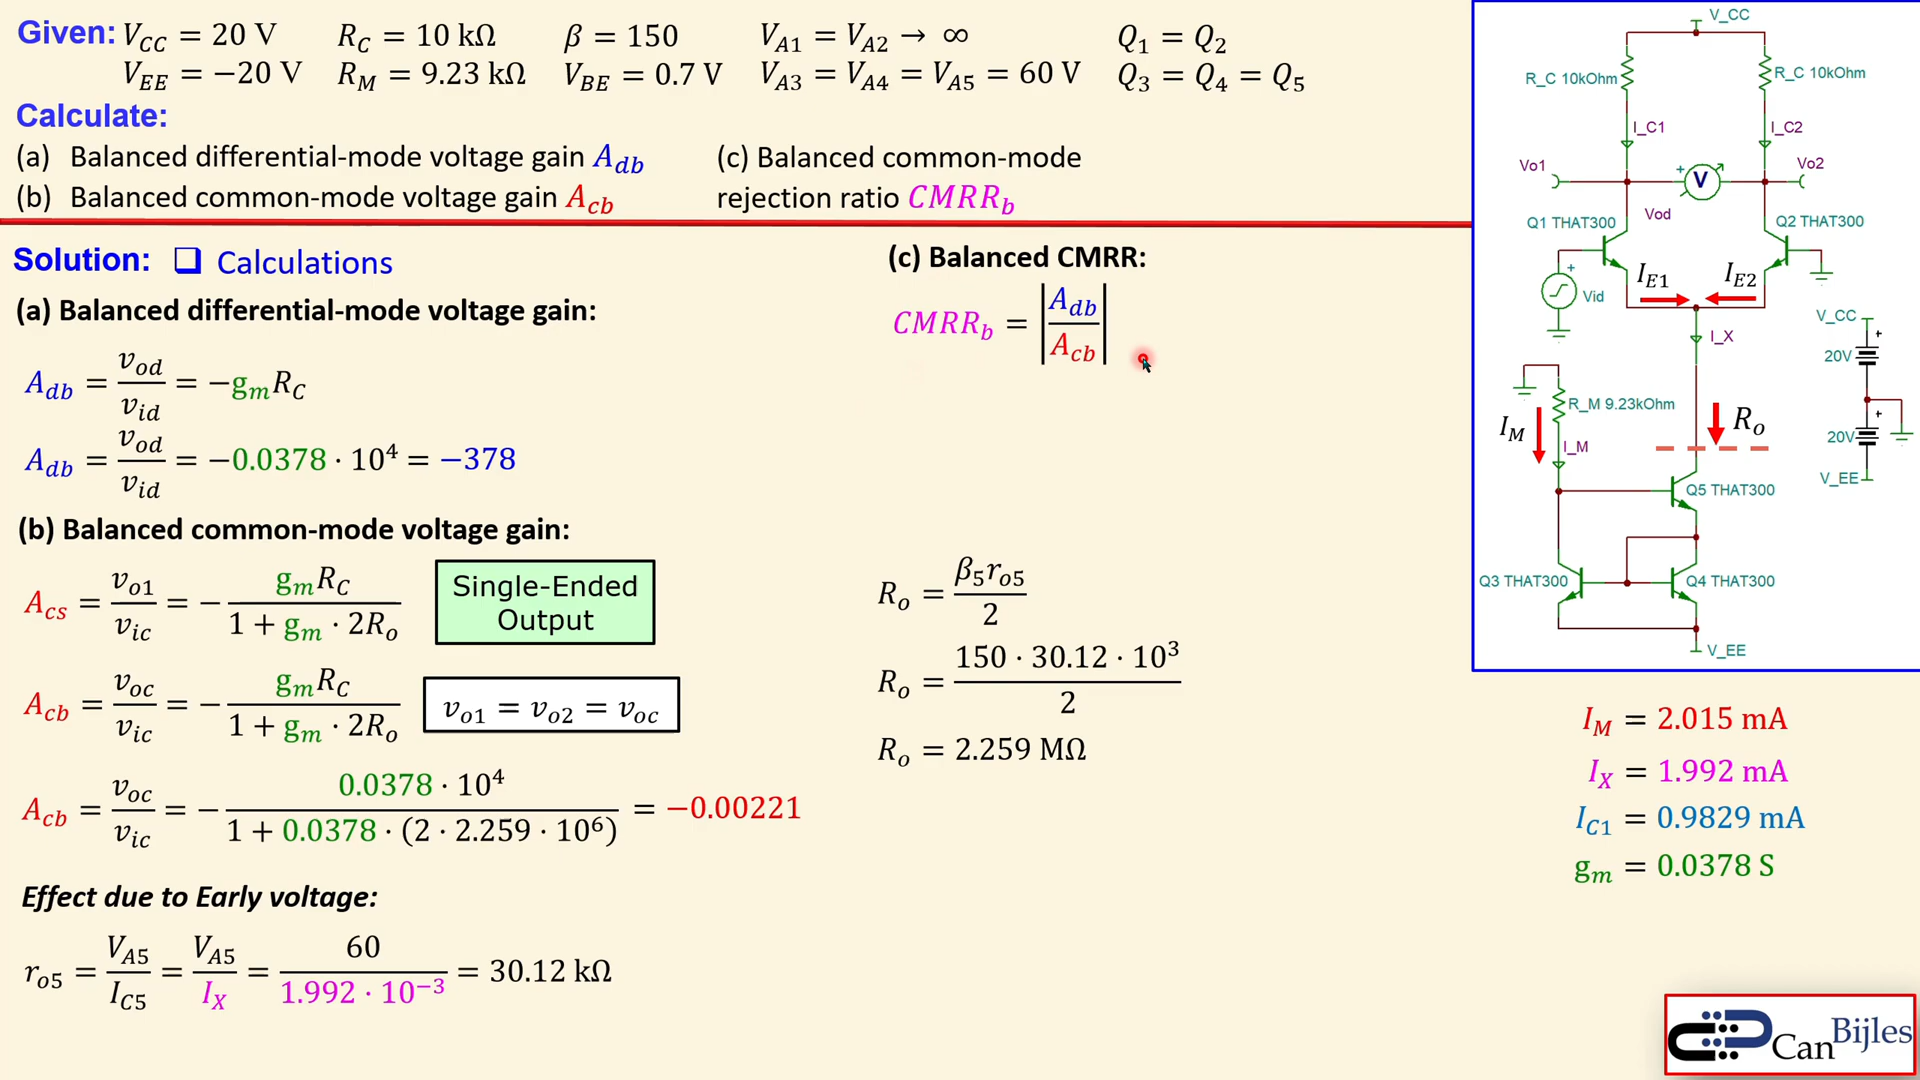 Given: V_CC = 20 V R_C = 10 kΩ β = 150 V_A1 = V_A2 → ∞ Q_1 = Q_2
V_EE = −20 V R_M = 9.23 kΩ V_BE = 0.7 V V_A3 = V_A4 = V_A5 = 60 V Q_3 = Q_4 = Q_5
Calculate:
(a) Balanced differential-mode voltage gain A_db
(b) Balanced common-mode voltage gain A_cb
(c) Balanced common-mode
rejection ratio CMRR_b
Solution: ❑ Calculations
(a) Balanced differential-mode voltage gain:
A_db = v_od / v_id = −g_m R_C
A_db = v_od / v_id = −0.0378 · 10⁴ = −378
(b) Balanced common-mode voltage gain:
A_cs = v_o1 / v_ic = − g_m R_C / (1 + g_m · 2R_o)
Single-Ended
Output
A_cb = v_oc / v_ic = − g_m R_C / (1 + g_m · 2R_o)
v_o1 = v_o2 = v_oc
A_cb = v_oc / v_ic = − 0.0378 · 10⁴ / (1 + 0.0378 · (2 · 2.259 · 10⁶)) = −0.00221
Effect due to Early voltage:
r_o5 = V_A5 / I_C5 = V_A5 / I_X = 60 / (1.992 · 10⁻³) = 30.12 kΩ
(c) Balanced CMRR:
CMRR_b = |A_db / A_cb|
R_o = β_5 r_o5 / 2
R_o = 150 · 30.12 · 10³ / 2
R_o = 2.259 MΩ
V_CC
R_C 10kOhm
R_C 10kOhm
I_C1
I_C2
Vo1
+
V
Vo2
Vod
Q1 THAT300
Q2 THAT300
I_E1
I_E2
+
Vid
I_X
V_CC
+
20V
R_M 9.23kOhm
I_M
R_o
+
20V
I_M
V_EE
Q5 THAT300
Q3 THAT300
Q4 THAT300
V_EE
I_M = 2.015 mA
I_X = 1.992 mA
I_C1 = 0.9829 mA
g_m = 0.0378 S
Can Bijles